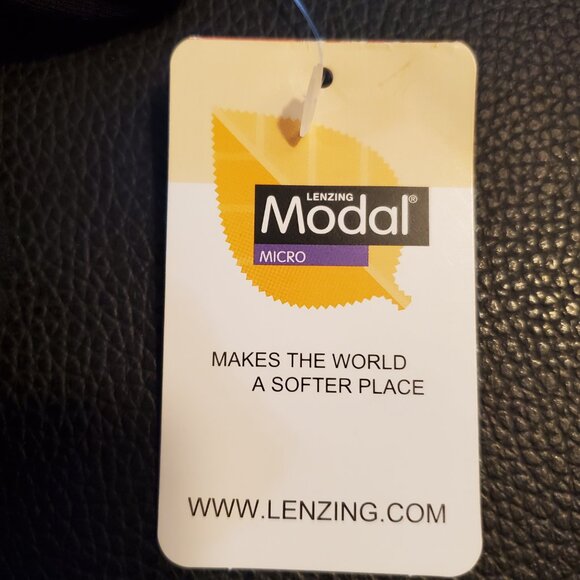 LENZING
Modal®
MICRO
MAKES THE WORLD
A SOFTER PLACE
WWW.LENZING.COM